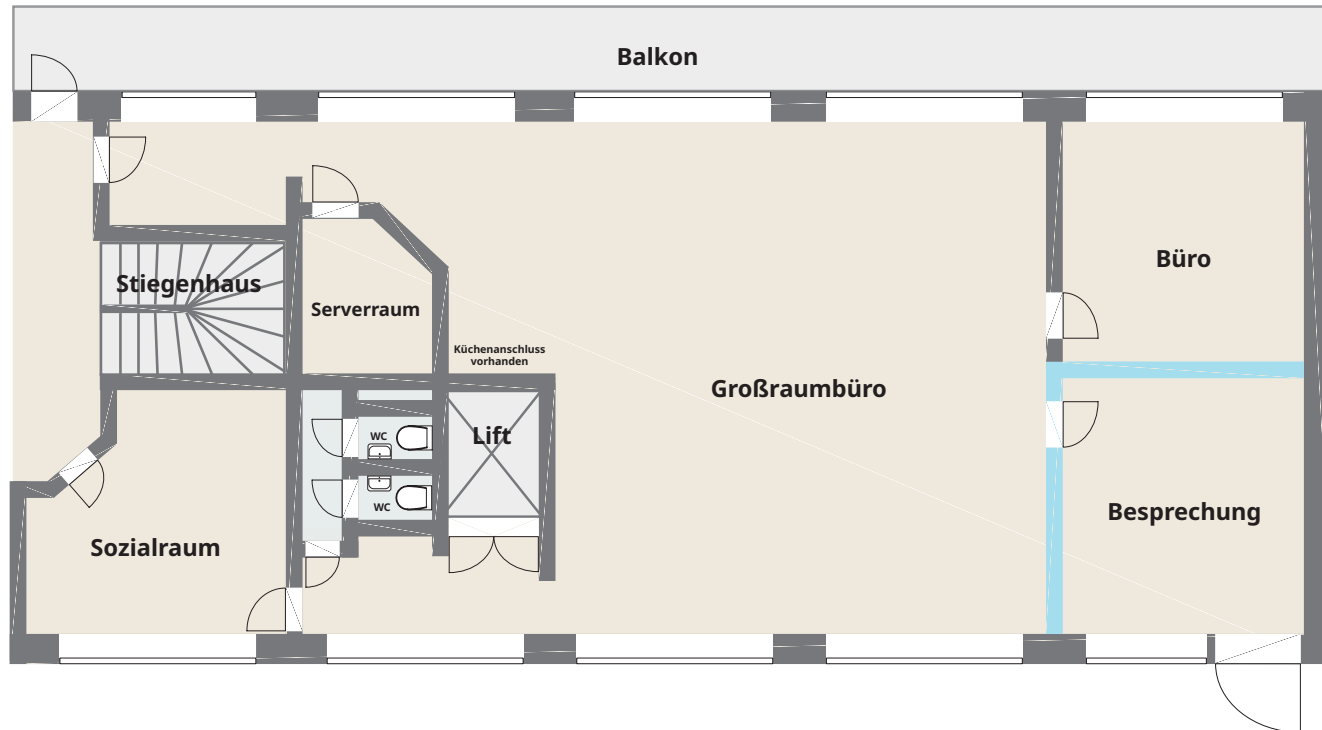 Balkon
Büro
Stiegenhaus
Serverraum
Küchenanschluss
vorhanden
Großraumbüro
WC
Lift
WC
Besprechung
Sozialraum